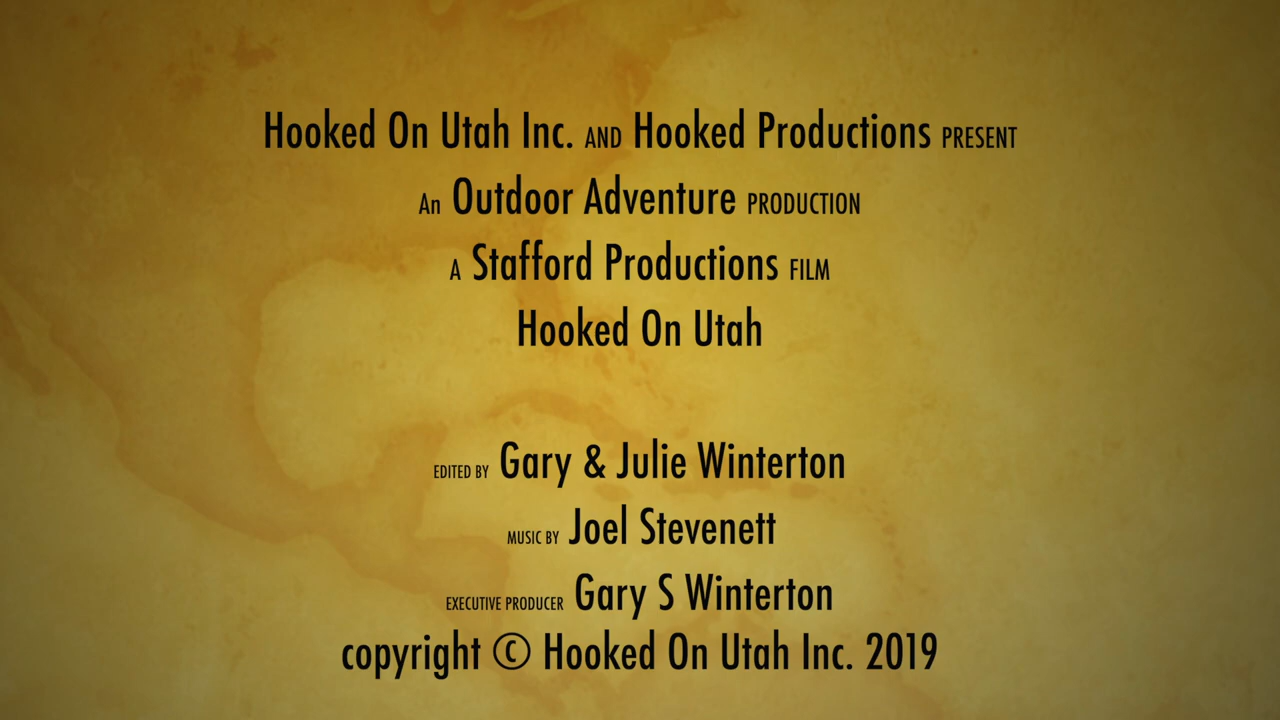 Hooked On Utah Inc. AND Hooked Productions PRESENT
An Outdoor Adventure PRODUCTION
A Stafford Productions FILM
Hooked On Utah
EDITED BY Gary & Julie Winterton
MUSIC BY Joel Stevenett
EXECUTIVE PRODUCER Gary S Winterton
copyright © Hooked On Utah Inc. 2019